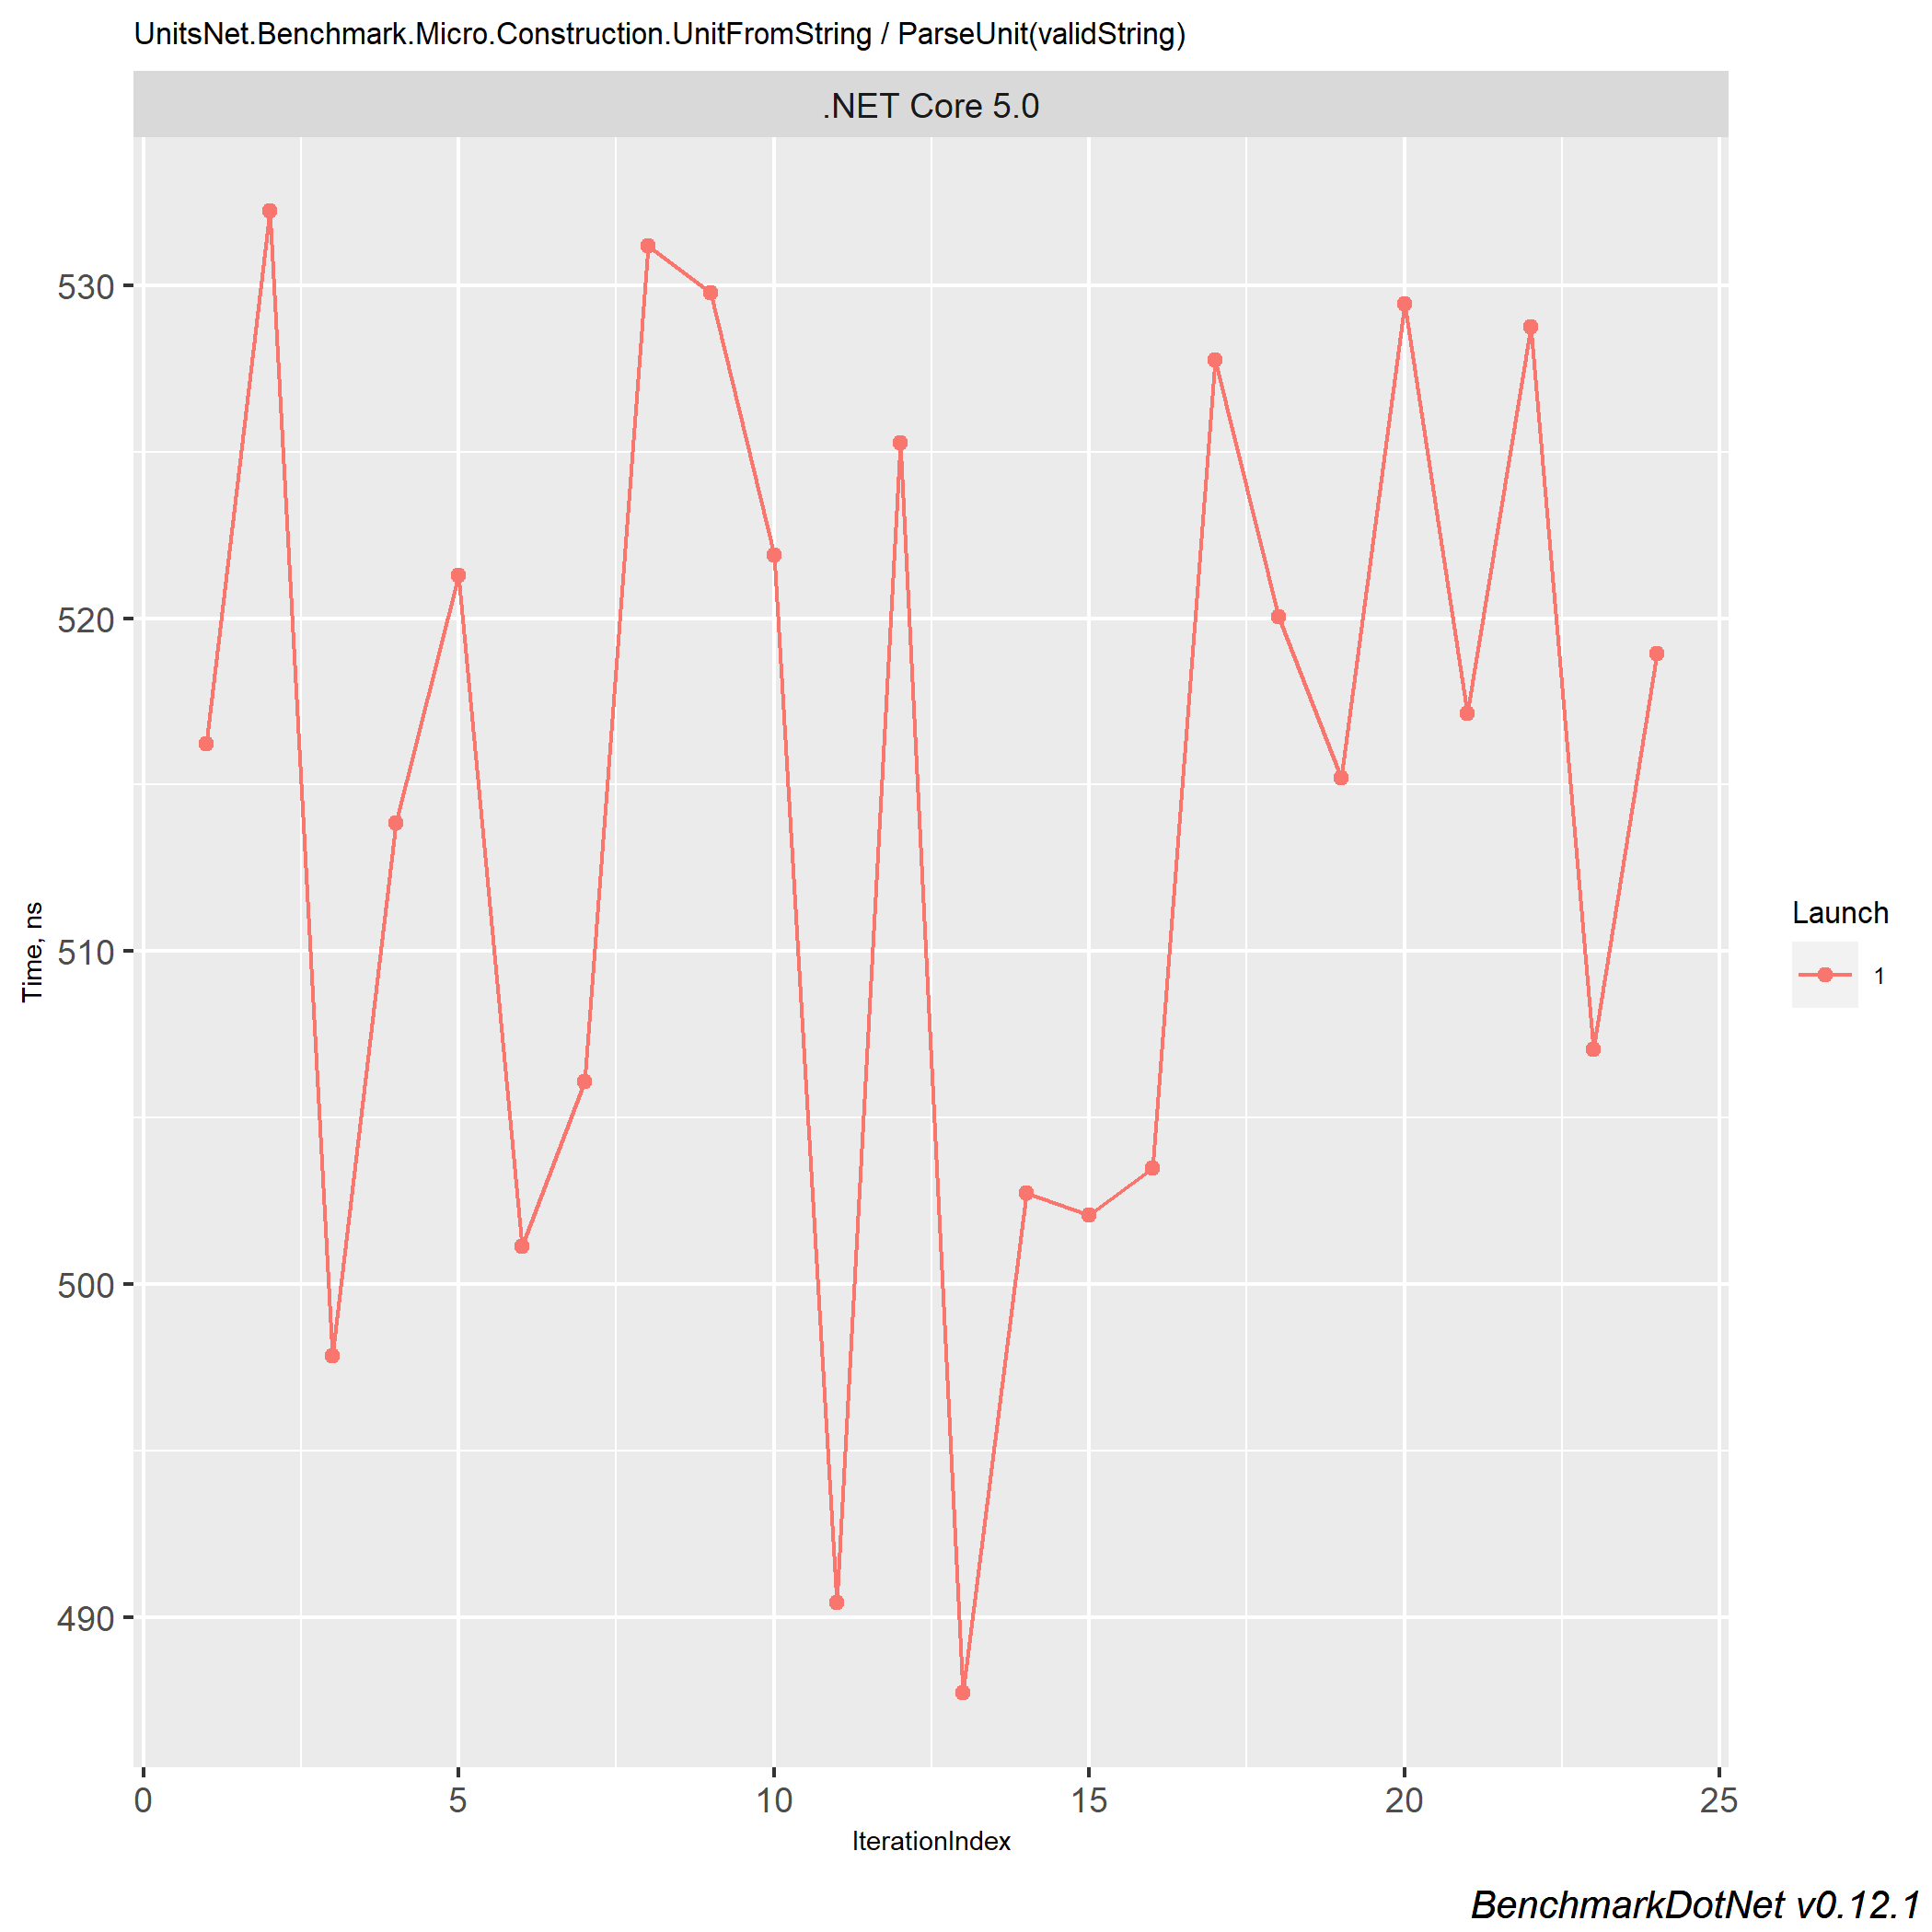 UnitsNet.Benchmark.Micro.Construction.UnitFromString / ParseUnit(validString)
.NET Core 5.0
530
520
510
500
490
Time, ns
0 5 10 15 20 25
IterationIndex
Launch
1
BenchmarkDotNet v0.12.1